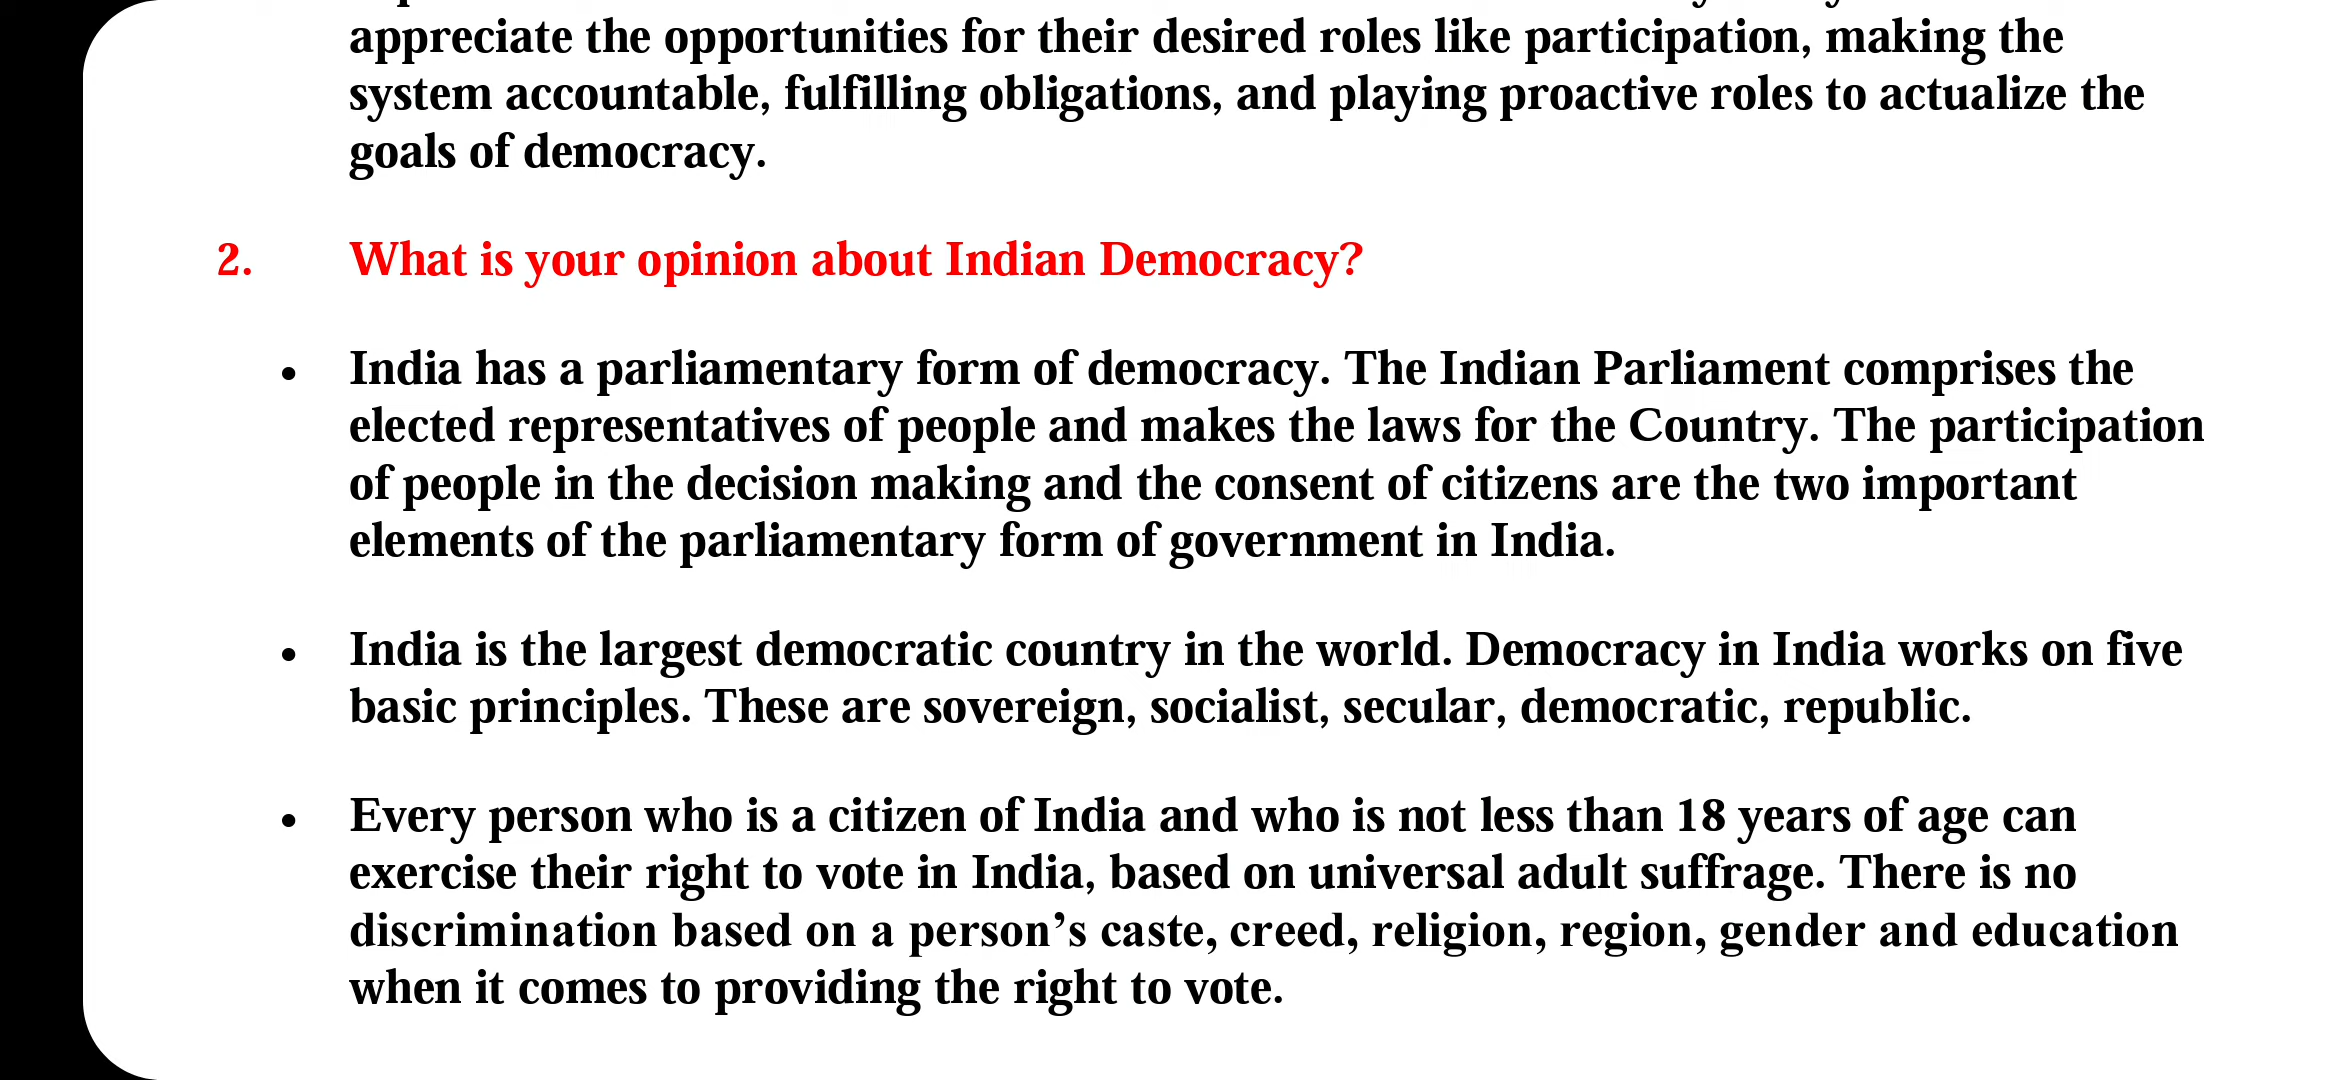 appreciate the opportunities for their desired roles like participation, making the
system accountable, fulfilling obligations, and playing proactive roles to actualize the
goals of democracy.
2. What is your opinion about Indian Democracy?
• India has a parliamentary form of democracy. The Indian Parliament comprises the
elected representatives of people and makes the laws for the Country. The participation
of people in the decision making and the consent of citizens are the two important
elements of the parliamentary form of government in India.
• India is the largest democratic country in the world. Democracy in India works on five
basic principles. These are sovereign, socialist, secular, democratic, republic.
• Every person who is a citizen of India and who is not less than 18 years of age can
exercise their right to vote in India, based on universal adult suffrage. There is no
discrimination based on a person’s caste, creed, religion, region, gender and education
when it comes to providing the right to vote.